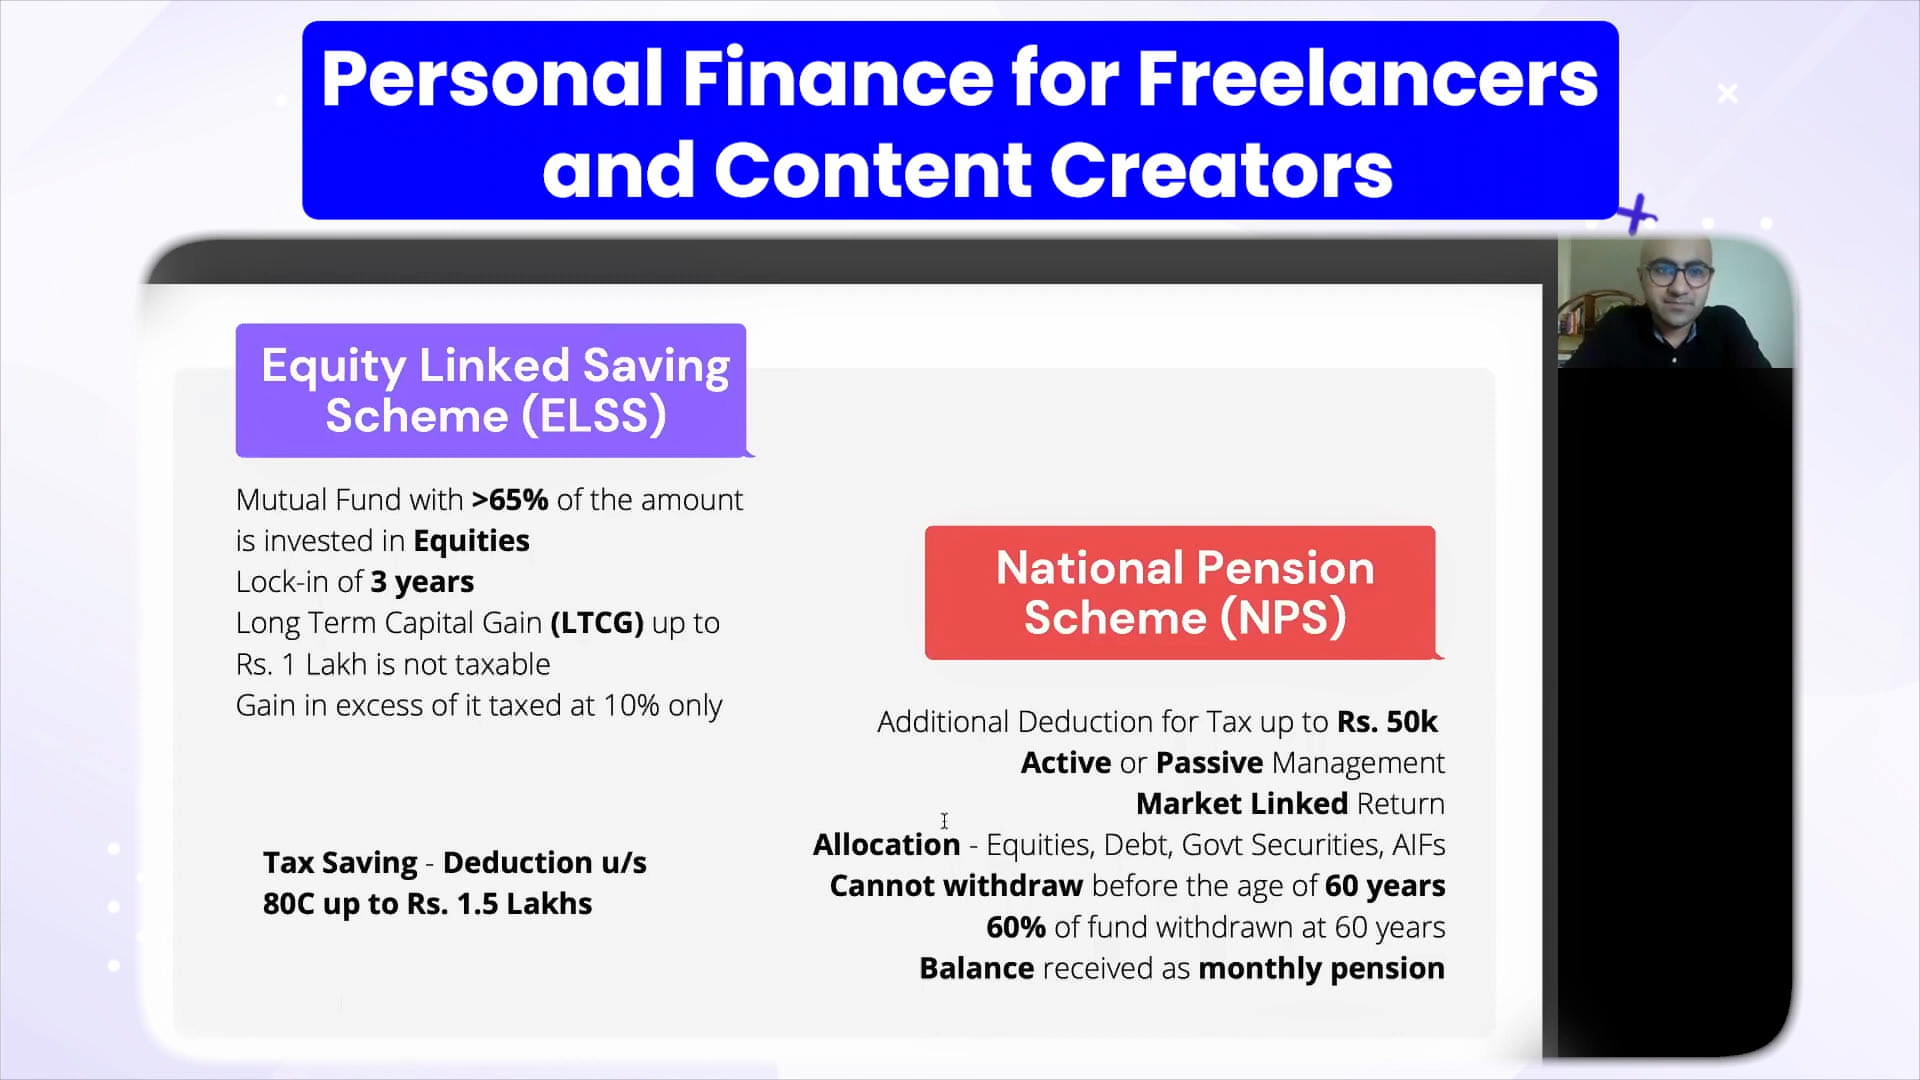 Personal Finance for Freelancers
and Content Creators
Equity Linked Saving
Scheme (ELSS)
Mutual Fund with >65% of the amount
is invested in Equities
Lock-in of 3 years
Long Term Capital Gain (LTCG) up to
Rs. 1 Lakh is not taxable
Gain in excess of it taxed at 10% only
Tax Saving - Deduction u/s
80C up to Rs. 1.5 Lakhs
National Pension
Scheme (NPS)
Additional Deduction for Tax up to Rs. 50k
Active or Passive Management
Market Linked Return
Allocation - Equities, Debt, Govt Securities, AIFs
Cannot withdraw before the age of 60 years
60% of fund withdrawn at 60 years
Balance received as monthly pension